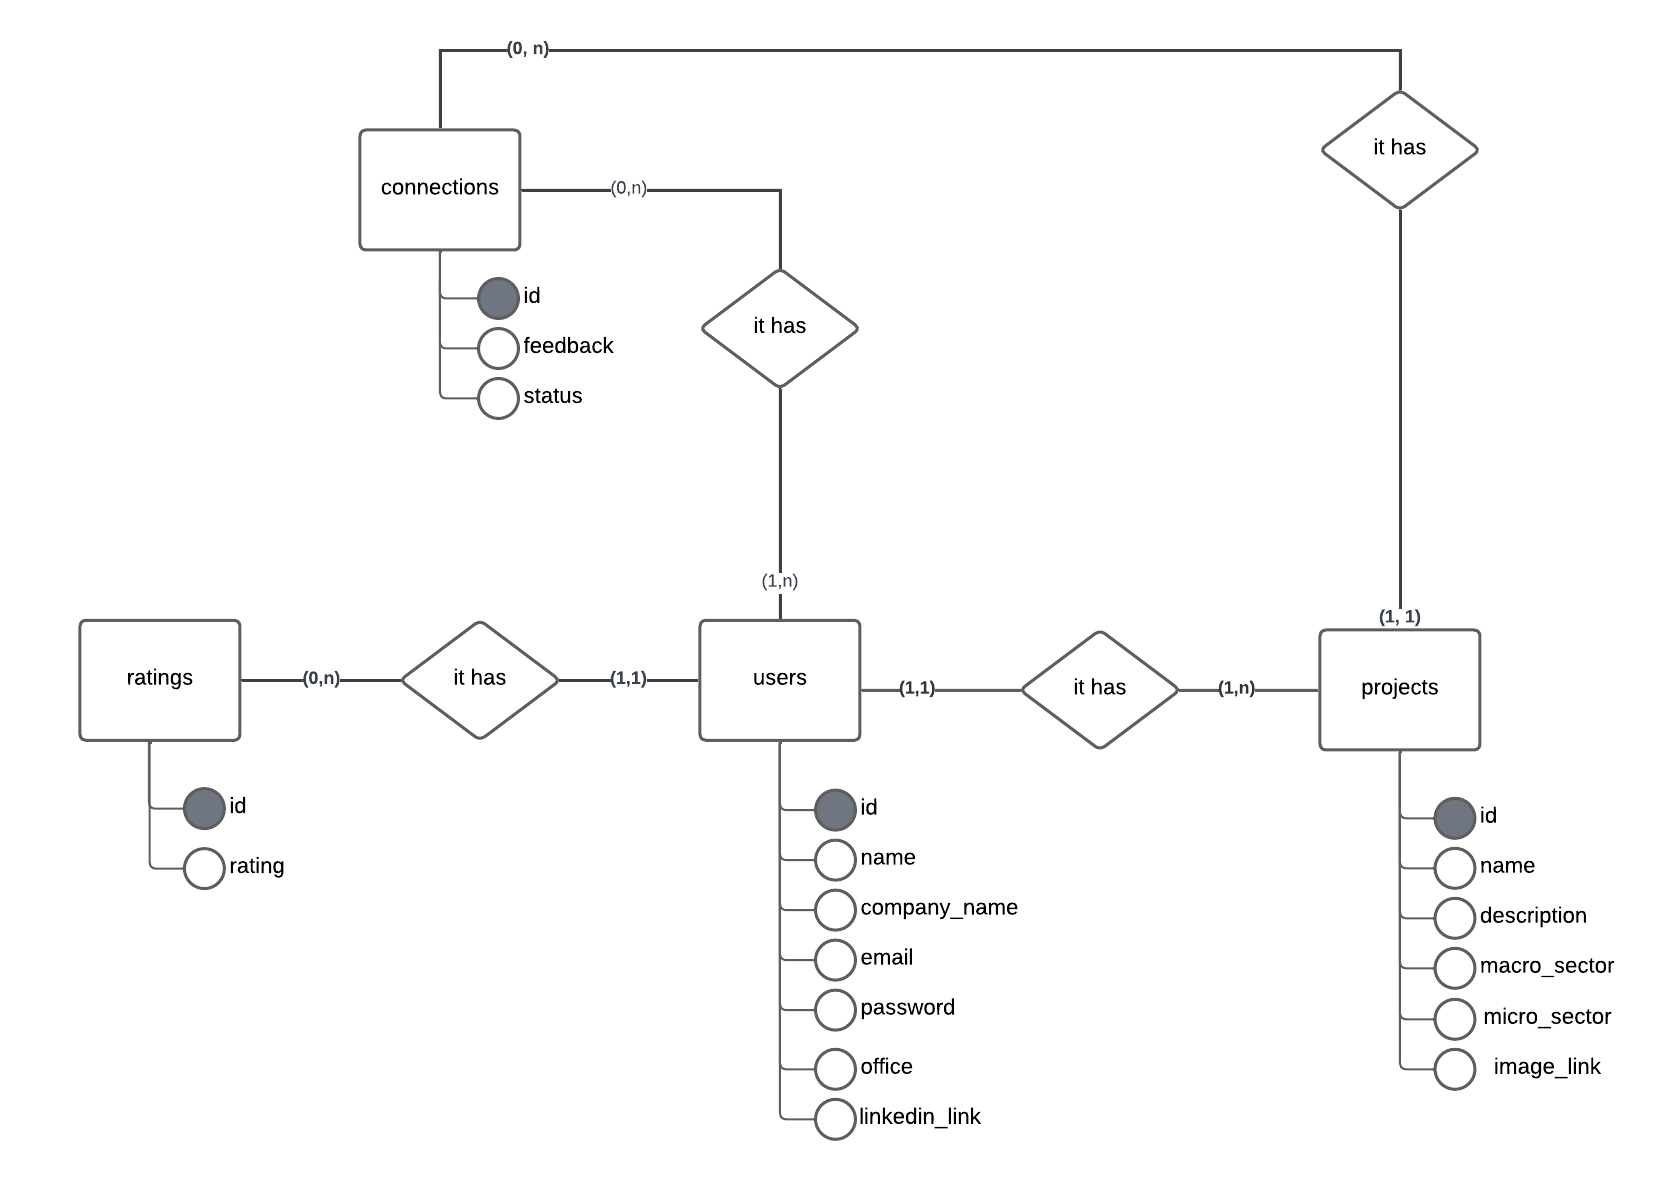 (0, n)
it has
connections
(0,n)
id
feedback
status
it has
(1,n)
(1, 1)
ratings
(0,n)
it has
(1,1)
users
(1,1)
it has
(1,n)
projects
id
rating
id
name
company_name
email
password
office
linkedin_link
id
name
description
macro_sector
micro_sector
image_link